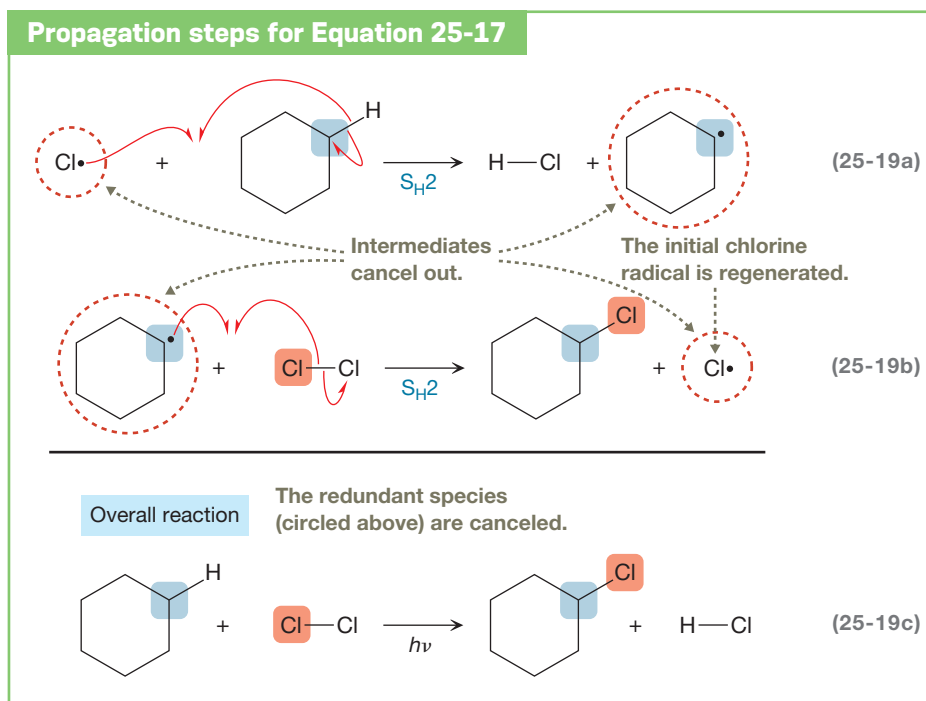 Propagation steps for Equation 25-17
H
Cl• + S_H2 H—Cl + • (25-19a)
Intermediates cancel out.
The initial chlorine radical is regenerated.
Cl
• + Cl—Cl S_H2 + Cl• (25-19b)
Overall reaction
The redundant species
(circled above) are canceled.
H Cl
+ Cl—Cl hν + H—Cl (25-19c)